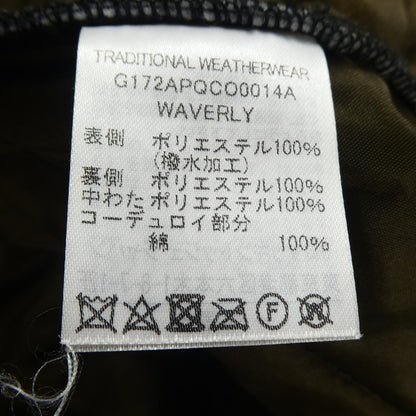 TRADITIONAL WEATHERWEAR
G172APQCO0014A
WAVERLY
表側 ポリエステル100%
(撥水加工)
裏側 ポリエステル100%
中わた ポリエステル100%
コーデュロイ部分
綿 100%
F
W